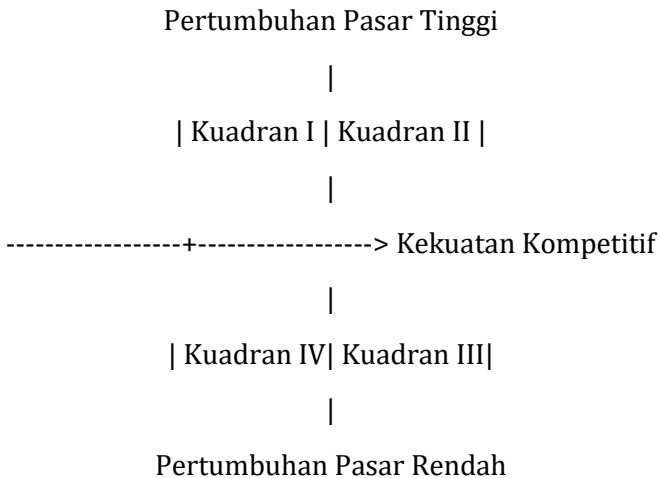 Pertumbuhan Pasar Tinggi
|
| Kuadran I | Kuadran II |
|
------------------+------------------> Kekuatan Kompetitif
|
| Kuadran IV| Kuadran III|
|
Pertumbuhan Pasar Rendah